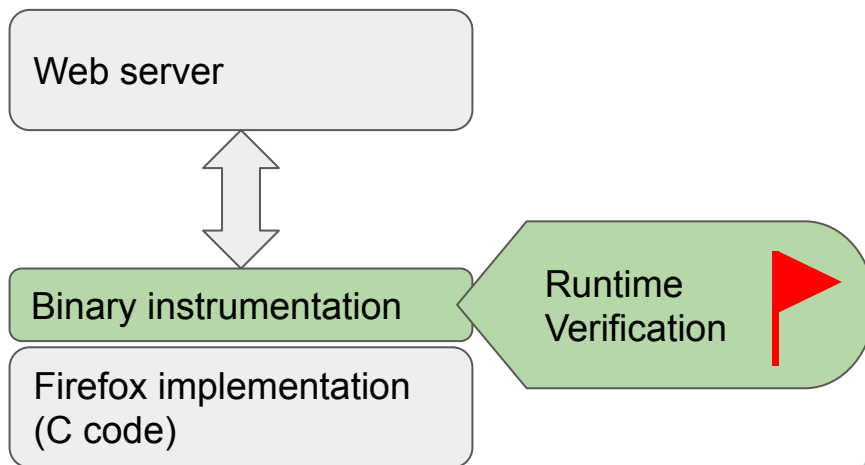 Web server
Binary instrumentation
Runtime
Verification
Firefox implementation
(C code)